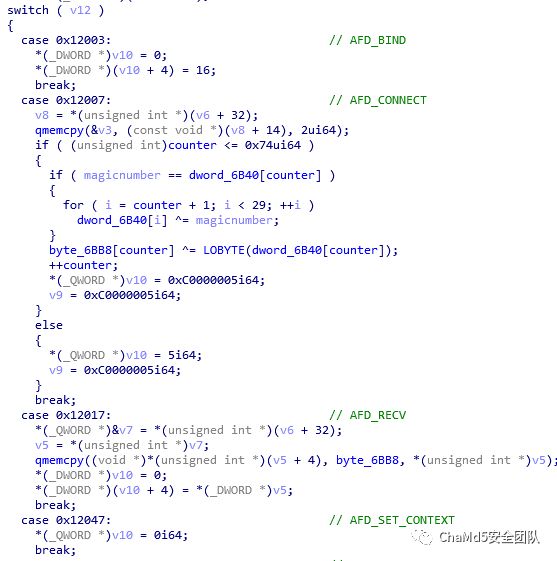 switch ( v12 )
{
case 0x12003: // AFD_BIND
*(_DWORD *)v10 = 0;
*(_DWORD *)(v10 + 4) = 16;
break;
case 0x12007: // AFD_CONNECT
v8 = *(unsigned int *)(v6 + 32);
qmemcpy(&v3, (const void *)(v8 + 14), 2ui64);
if ( (unsigned int)counter <= 0x74ui64 )
{
if ( magicnumber == dword_6B40[counter] )
{
for ( i = counter + 1; i < 29; ++i )
dword_6B40[i] ^= magicnumber;
}
byte_6BB8[counter] ^= LOBYTE(dword_6B40[counter]);
++counter;
*(_QWORD *)v10 = 0xC0000005i64;
v9 = 0xC0000005i64;
}
else
{
*(_QWORD *)v10 = 5i64;
v9 = 0xC0000005i64;
}
break;
case 0x12017: // AFD_RECV
*(_QWORD *)&v7 = *(unsigned int *)(v6 + 32);
v5 = *(unsigned int *)v7;
qmemcpy((void *)*(unsigned int *)(v5 + 4), byte_6BB8, *(unsigned int *)v5);
*(_DWORD *)v10 = 0;
*(_DWORD *)(v10 + 4) = *(_DWORD *)v5;
break;
case 0x12047: // AFD_SET_CONTEXT
*(_QWORD *)v10 = 0i64;
break;
ChaMd5安全团队